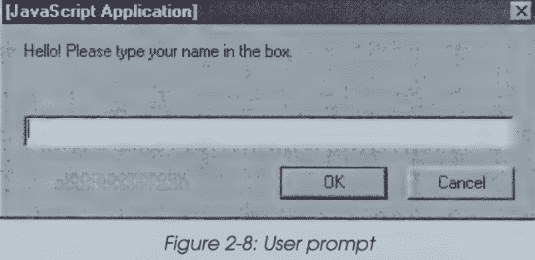 [JavaScript Application]
Hello! Please type your name in the box.
OK
Cancel
Figure 2-8: User prompt